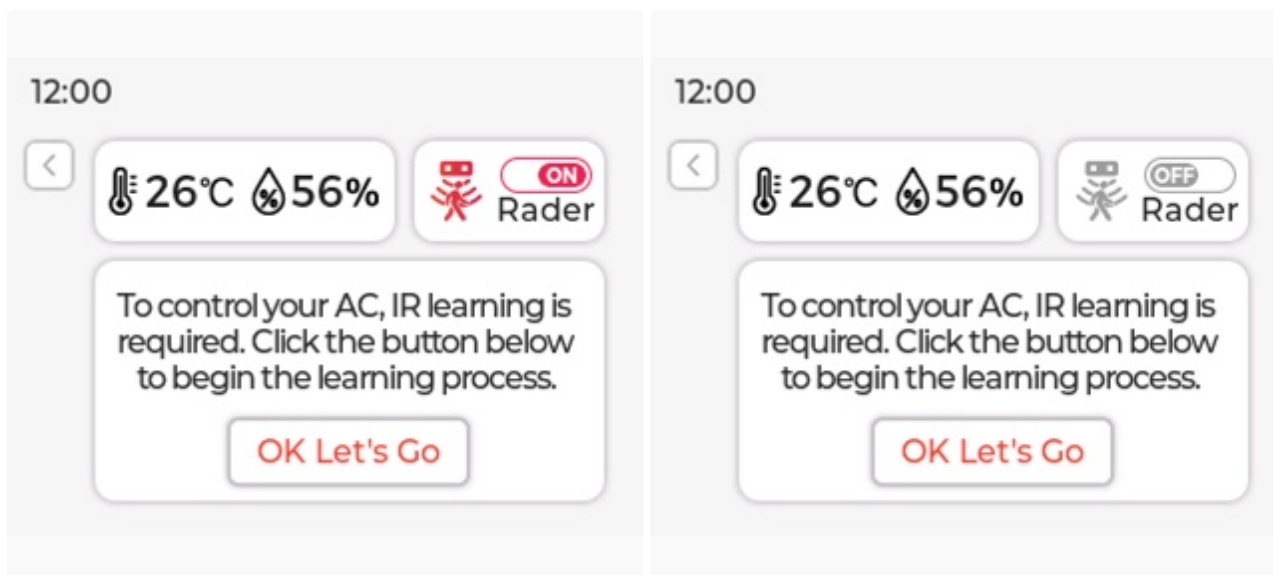 12:00
26℃ 56%
ON
Rader
To control your AC, IR learning is
required. Click the button below
to begin the learning process.
OK Let's Go
12:00
26℃ 56%
OFF
Rader
To control your AC, IR learning is
required. Click the button below
to begin the learning process.
OK Let's Go